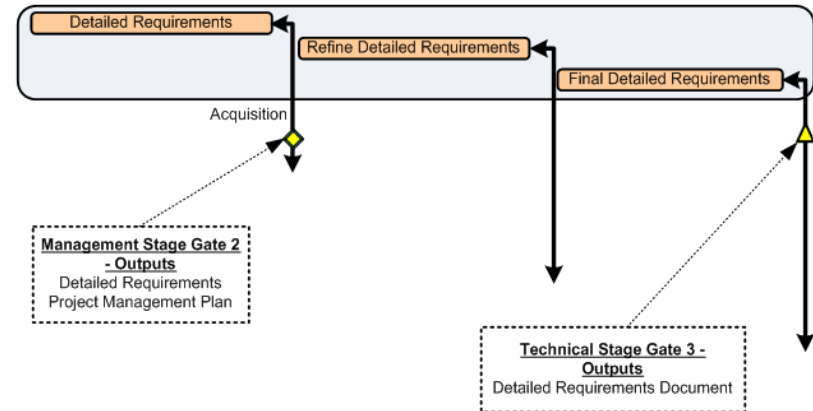 Detailed Requirements
Refine Detailed Requirements
Final Detailed Requirements
Acquisition
Management Stage Gate 2
- Outputs
Detailed Requirements
Project Management Plan
Technical Stage Gate 3 -
Outputs
Detailed Requirements Document